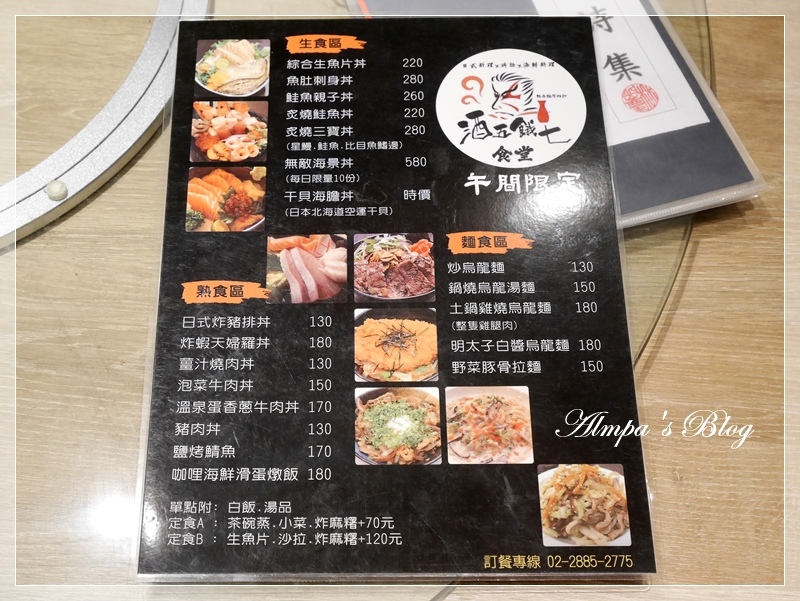 生食區
綜合生魚片丼 220
魚肚刺身丼 280
鮭魚親子丼 260
炙燒鮭魚丼 220
炙燒三寶丼 280
(星鰻.鮭魚.比目魚鰭邊)
無敵海景丼 580
(每日限量10份)
干貝海膽丼 時價
(日本北海道空運干貝)
酒五餓七
食堂
午間限定
詩集
熟食區
日式炸豬排丼 130
炸蝦天婦羅丼 180
薑汁燒肉丼 130
泡菜牛肉丼 150
溫泉蛋香蔥牛肉丼 170
豬肉丼 130
鹽烤鯖魚 170
咖哩海鮮滑蛋燉飯 180
麵食區
炒烏龍麵 130
鍋燒烏龍湯麵 150
土鍋雞燒烏龍麵 180
(整隻雞腿肉)
明太子白醬烏龍麵 180
野菜豚骨拉麵 150
單點附: 白飯.湯品
定食A : 茶碗蒸.小菜.炸麻糬+70元
定食B : 生魚片.沙拉.炸麻糬+120元
訂餐專線 02-2885-2775
Almpa's Blog